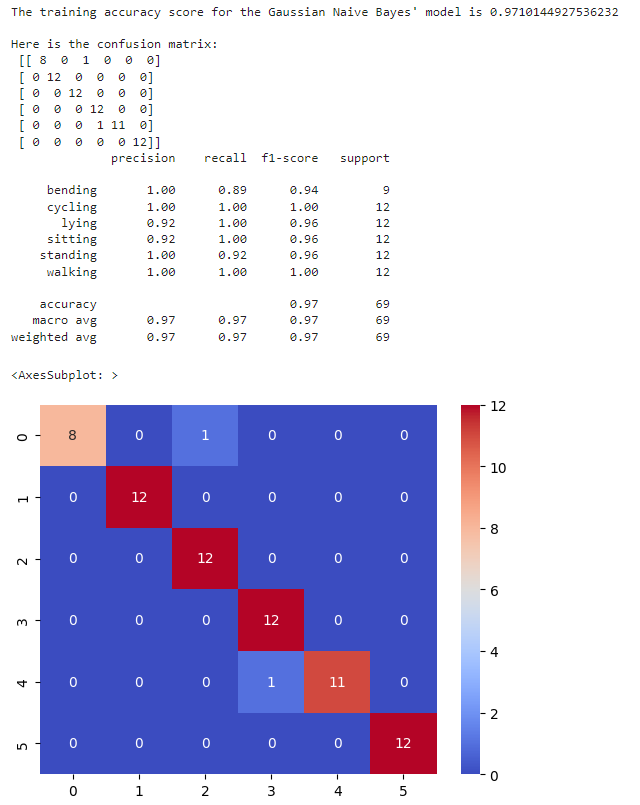 The training accuracy score for the Gaussian Naive Bayes' model is 0.9710144927536232
Here is the confusion matrix:
[[ 8  0  1  0  0  0]
[ 0 12  0  0  0  0]
[ 0  0 12  0  0  0]
[ 0  0  0 12  0  0]
[ 0  0  0  1 11  0]
[ 0  0  0  0  0 12]]
precision recall f1-score support
bending 1.00 0.89 0.94 9
cycling 1.00 1.00 1.00 12
lying 0.92 1.00 0.96 12
sitting 0.92 1.00 0.96 12
standing 1.00 0.92 0.96 12
walking 1.00 1.00 1.00 12
accuracy 0.97 69
macro avg 0.97 0.97 0.97 69
weighted avg 0.97 0.97 0.97 69
<AxesSubplot: >
12
0 8 0 1 0 0 0
10
1 0 12 0 0 0 0
8
2 0 0 12 0 0 0
6
3 0 0 0 12 0 0
4
4 0 0 0 1 11 0
2
5 0 0 0 0 0 12
0
0 1 2 3 4 5